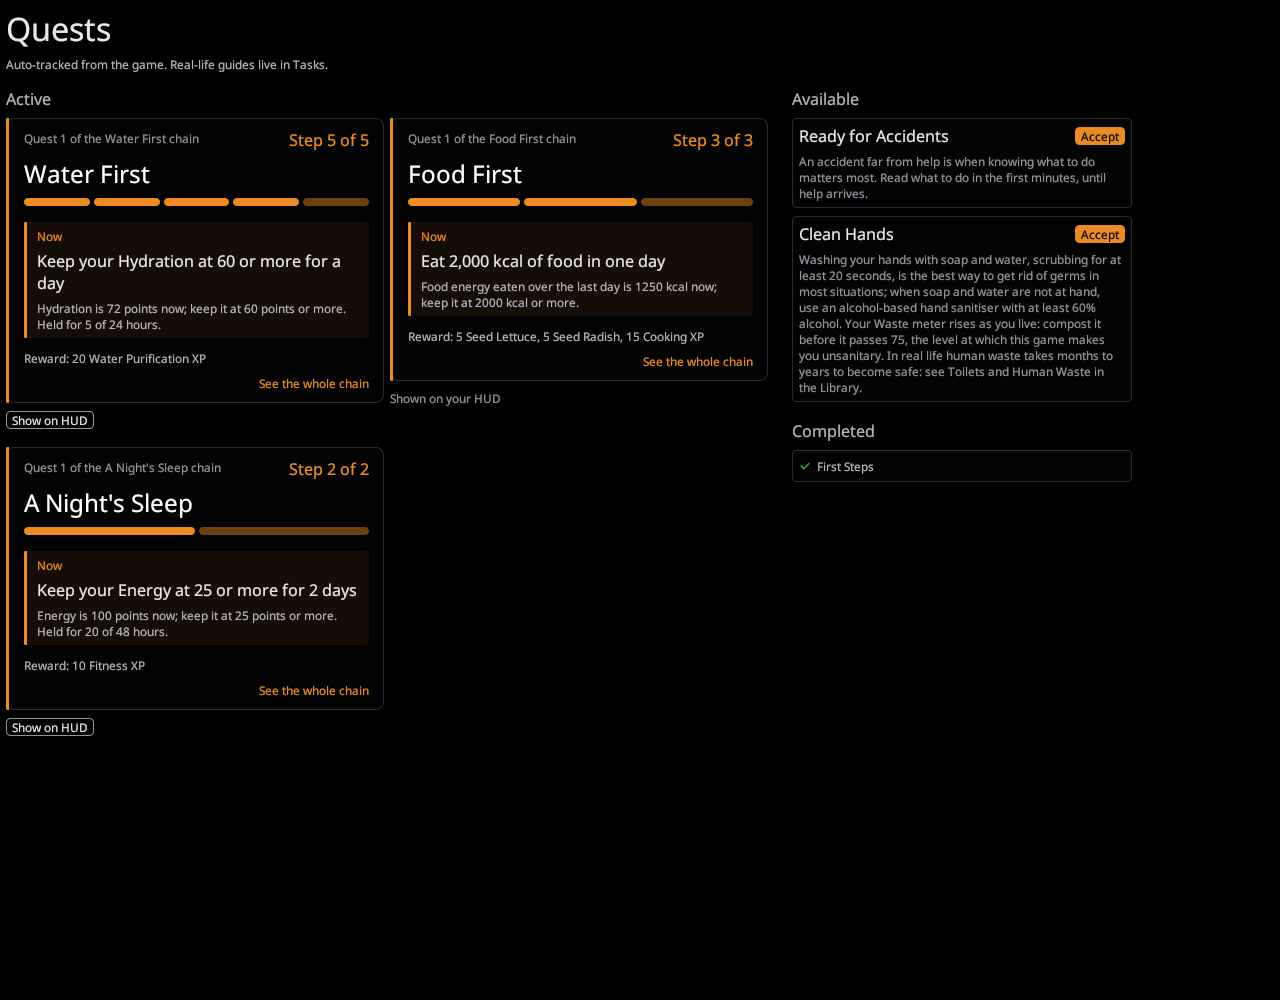 Quests
Auto-tracked from the game. Real-life guides live in Tasks.
Active
Quest 1 of the Water First chain
Step 5 of 5
Water First
Now
Keep your Hydration at 60 or more for a
day
Hydration is 72 points now; keep it at 60 points or more.
Held for 5 of 24 hours.
Reward: 20 Water Purification XP
See the whole chain
Show on HUD
Quest 1 of the Food First chain
Step 3 of 3
Food First
Now
Eat 2,000 kcal of food in one day
Food energy eaten over the last day is 1250 kcal now;
keep it at 2000 kcal or more.
Reward: 5 Seed Lettuce, 5 Seed Radish, 15 Cooking XP
See the whole chain
Shown on your HUD
Quest 1 of the A Night's Sleep chain
Step 2 of 2
A Night's Sleep
Now
Keep your Energy at 25 or more for 2 days
Energy is 100 points now; keep it at 25 points or more.
Held for 20 of 48 hours.
Reward: 10 Fitness XP
See the whole chain
Show on HUD
Available
Ready for Accidents
Accept
An accident far from help is when knowing what to do
matters most. Read what to do in the first minutes, until
help arrives.
Clean Hands
Accept
Washing your hands with soap and water, scrubbing for at
least 20 seconds, is the best way to get rid of germs in
most situations; when soap and water are not at hand,
use an alcohol-based hand sanitiser with at least 60%
alcohol. Your Waste meter rises as you live: compost it
before it passes 75, the level at which this game makes
you unsanitary. In real life human waste takes months to
years to become safe: see Toilets and Human Waste in
the Library.
Completed
First Steps